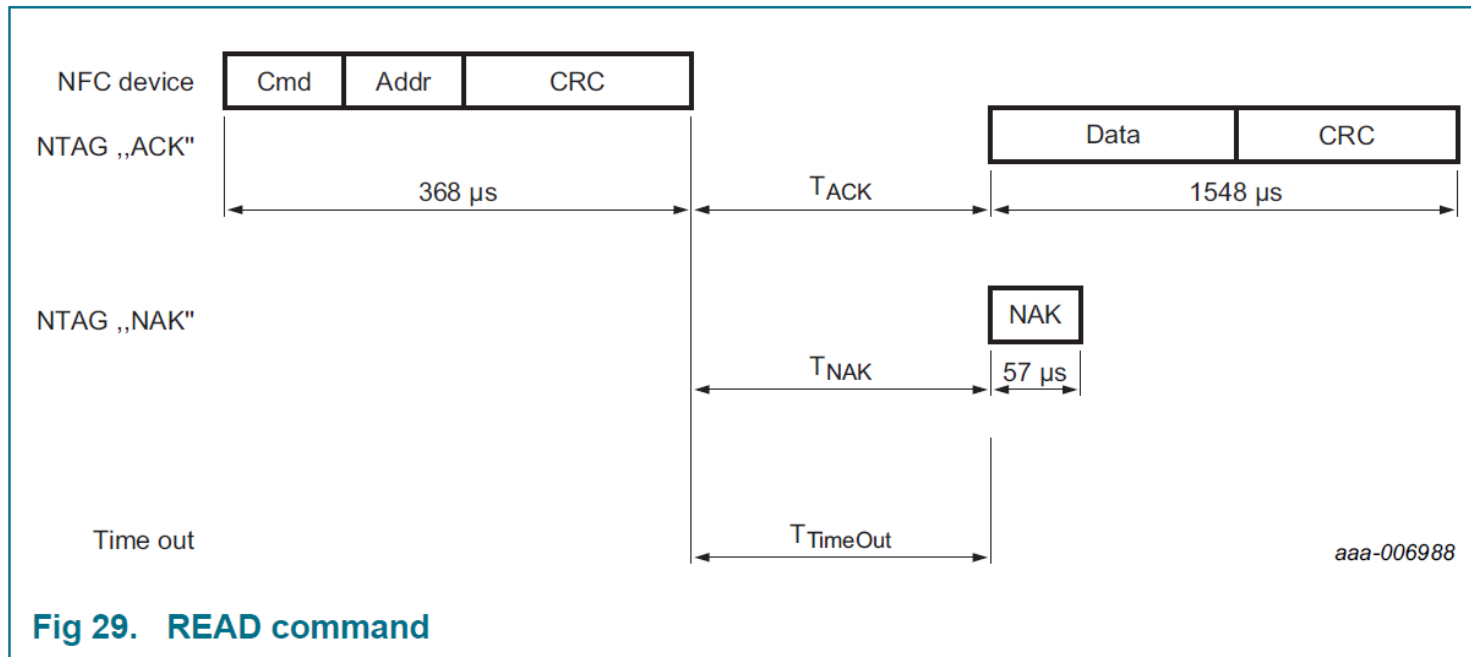 NFC device Cmd Addr CRC
NTAG ,,ACK" Data CRC
368 µs TACK 1548 µs
NTAG ,,NAK" NAK
TNAK 57 µs
Time out TTimeOut
aaa-006988
Fig 29. READ command